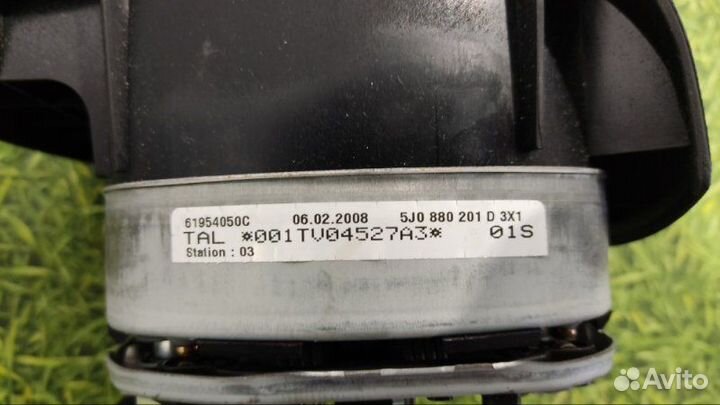 61954050C 06.02.2008 5J0 880 201 D 3X1
TAL *001TV04527A3* 01S
Station : 03
Avito